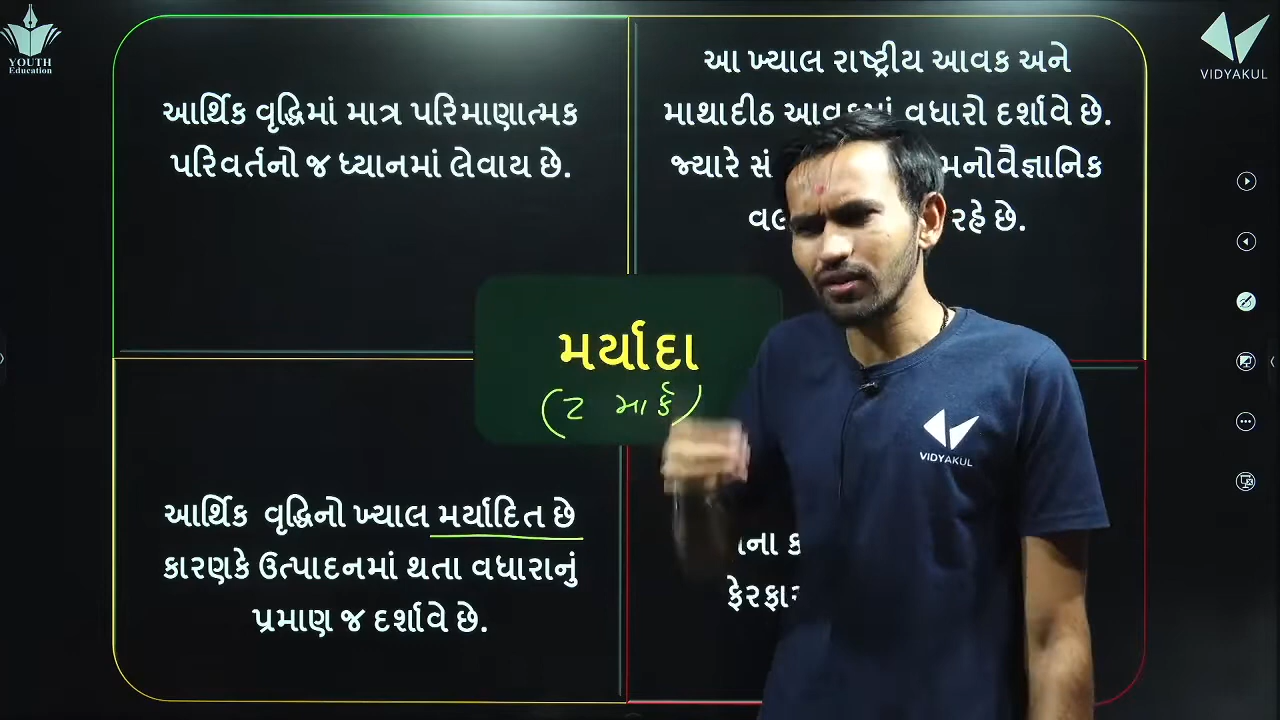 YOUTH
Education
VIDYAKUL
આર્થિક વૃદ્ધિમાં માત્ર પરિમાણાત્મક
પરિવર્તનો જ ધ્યાનમાં લેવાય છે.
આ ખ્યાલ રાષ્ટ્રીય આવક અને
માથાદીઠ આવકમાં વધારો દર્શાવે છે.
જ્યારે મનોવૈજ્ઞાનિક
રહે છે.
મર્યાદા
(૨ માર્ક)
આર્થિક વૃદ્ધિનો ખ્યાલ મર્યાદિત છે
કારણકે ઉત્પાદનમાં થતા વધારાનું
પ્રમાણ જ દર્શાવે છે.
VIDYAKUL